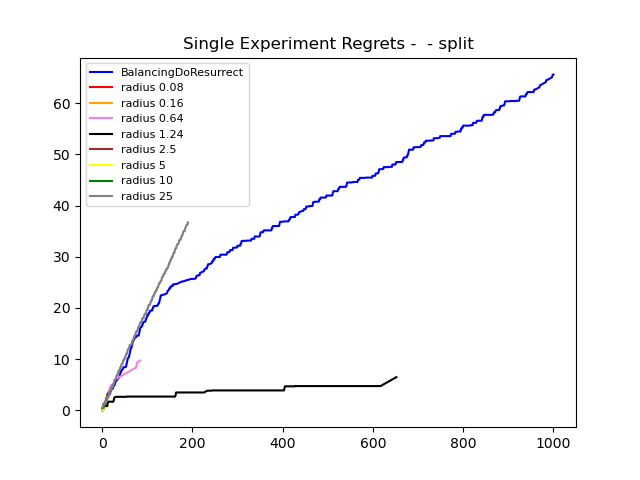 Single Experiment Regrets -  - split
BalancingDoResurrect
radius 0.08
radius 0.16
radius 0.64
radius 1.24
radius 2.5
radius 5
radius 10
radius 25
60
50
40
30
20
10
0
0 200 400 600 800 1000